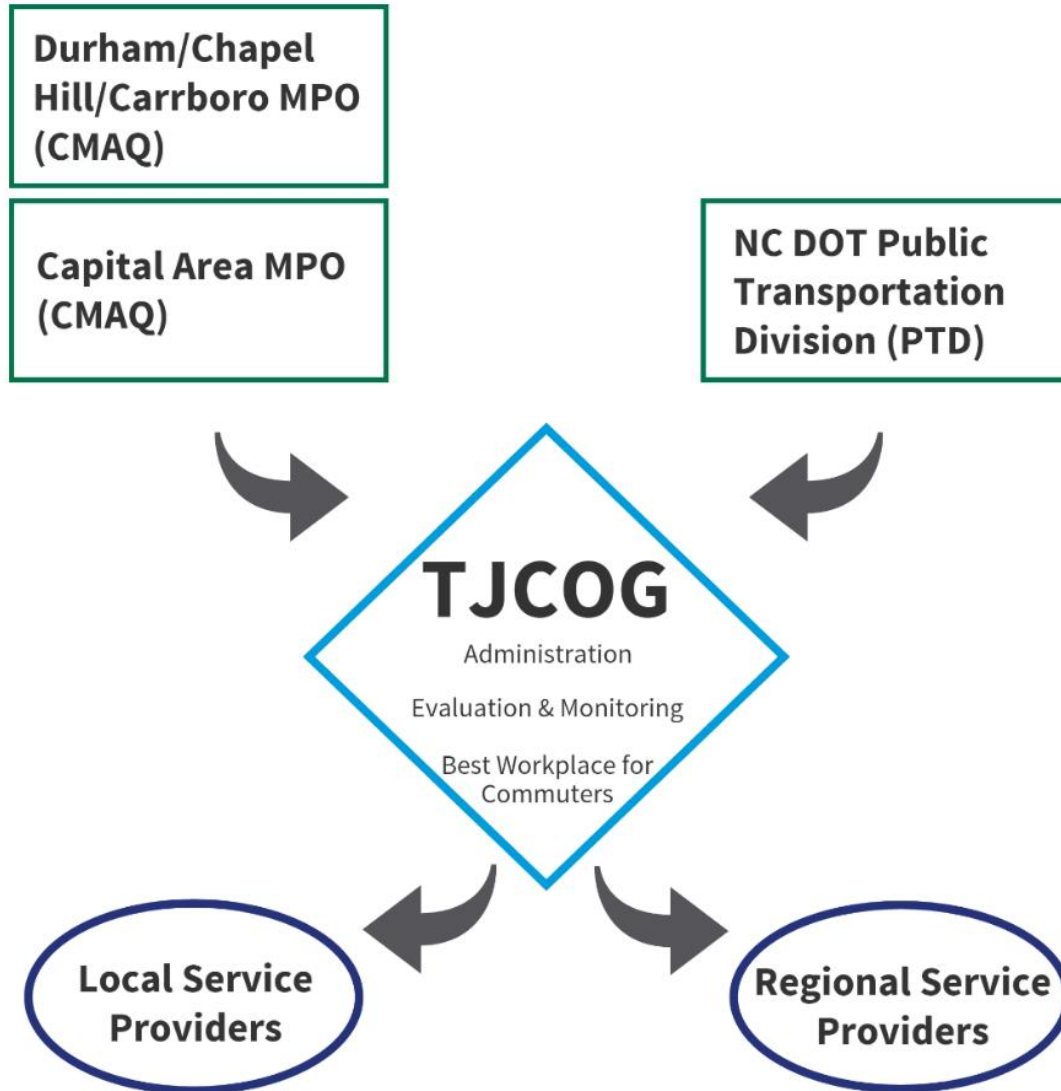 Durham/Chapel
Hill/Carrboro MPO
(CMAQ)
Capital Area MPO
(CMAQ)
NC DOT Public
Transportation
Division (PTD)
TJCOG
Administration
Evaluation & Monitoring
Best Workplace for
Commuters
Local Service
Providers
Regional Service
Providers